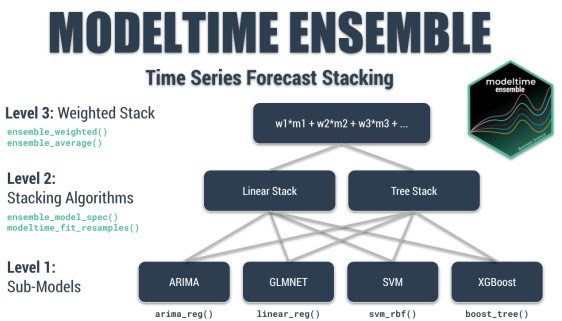 MODELTIME ENSEMBLE
Time Series Forecast Stacking
modeltime
ensemble
Level 3: Weighted Stack
ensemble_weighted()
ensemble_average()
w1*m1 + w2*m2 + w3*m3 + ...
Level 2:
Stacking Algorithms
ensemble_model_spec()
modeltime_fit_resamples()
Linear Stack
Tree Stack
Level 1:
Sub-Models
ARIMA
GLMNET
SVM
XGBoost
arima_reg()
linear_reg()
svm_rbf()
boost_tree()